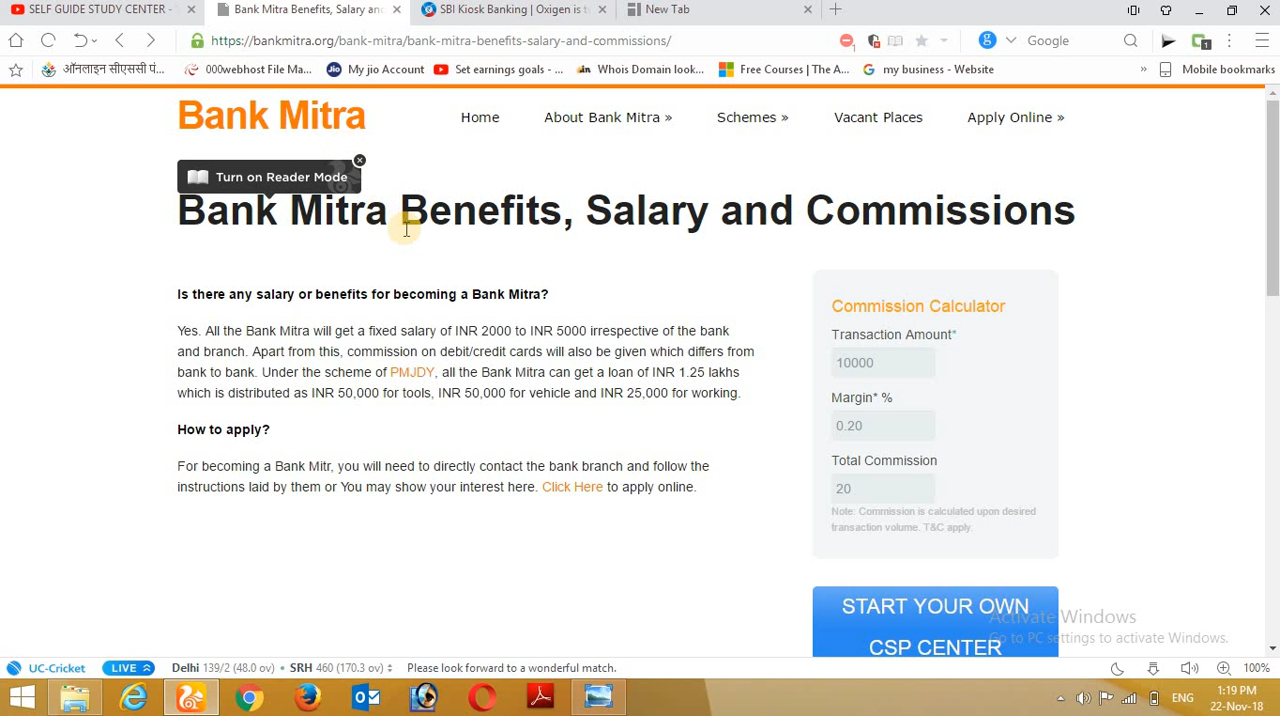 SELF GUIDE STUDY CENTER -
Bank Mitra Benefits, Salary and
SBI Kiosk Banking | Oxigen is t
New Tab
https://bankmitra.org/bank-mitra/bank-mitra-benefits-salary-and-commissions/
Google
1
ऑनलाइन सीएससी पं...
000webhost File Ma...
My jio Account
Set earnings goals - ...
Whois Domain look...
Free Courses | The A...
my business - Website
»
Mobile bookmarks
Bank Mitra
Home
About Bank Mitra »
Schemes »
Vacant Places
Apply Online »
Turn on Reader Mode
Bank Mitra Benefits, Salary and Commissions
Is there any salary or benefits for becoming a Bank Mitra?
Yes. All the Bank Mitra will get a fixed salary of INR 2000 to INR 5000 irrespective of the bank
and branch. Apart from this, commission on debit/credit cards will also be given which differs from
bank to bank. Under the scheme of PMJDY, all the Bank Mitra can get a loan of INR 1.25 lakhs
which is distributed as INR 50,000 for tools, INR 50,000 for vehicle and INR 25,000 for working.
How to apply?
For becoming a Bank Mitr, you will need to directly contact the bank branch and follow the
instructions laid by them or You may show your interest here. Click Here to apply online.
Commission Calculator
Transaction Amount*
10000
Margin* %
0.20
Total Commission
20
Note: Commission is calculated upon desired
transaction volume. T&C apply.
START YOUR OWN
CSP CENTER
Activate Windows
Go to PC settings to activate Windows.
UC-Cricket
LIVE
Delhi 139/2 (48.0 ov) • SRH 460 (170.3 ov)
Please look forward to a wonderful match.
100%
ENG
1:19 PM
22-Nov-18